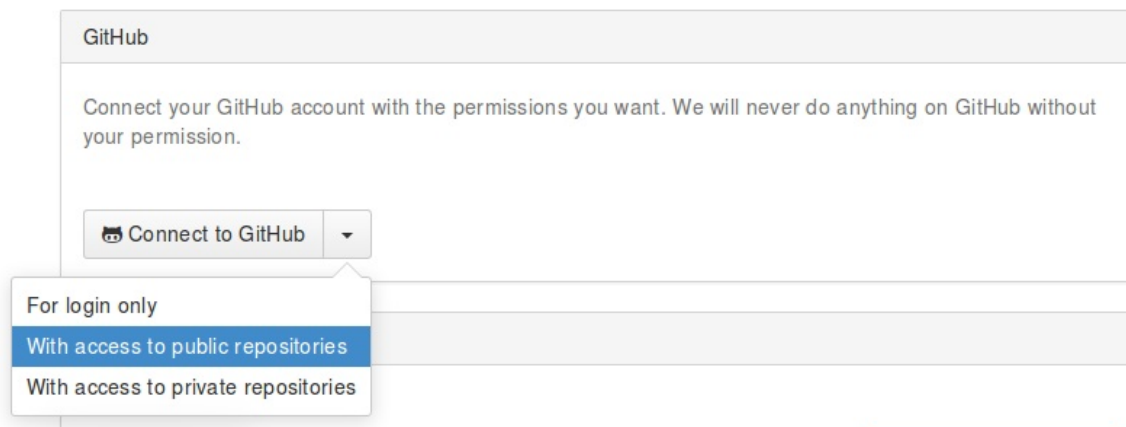 GitHub
Connect your GitHub account with the permissions you want. We will never do anything on GitHub without
your permission.
Connect to GitHub
For login only
With access to public repositories
With access to private repositories